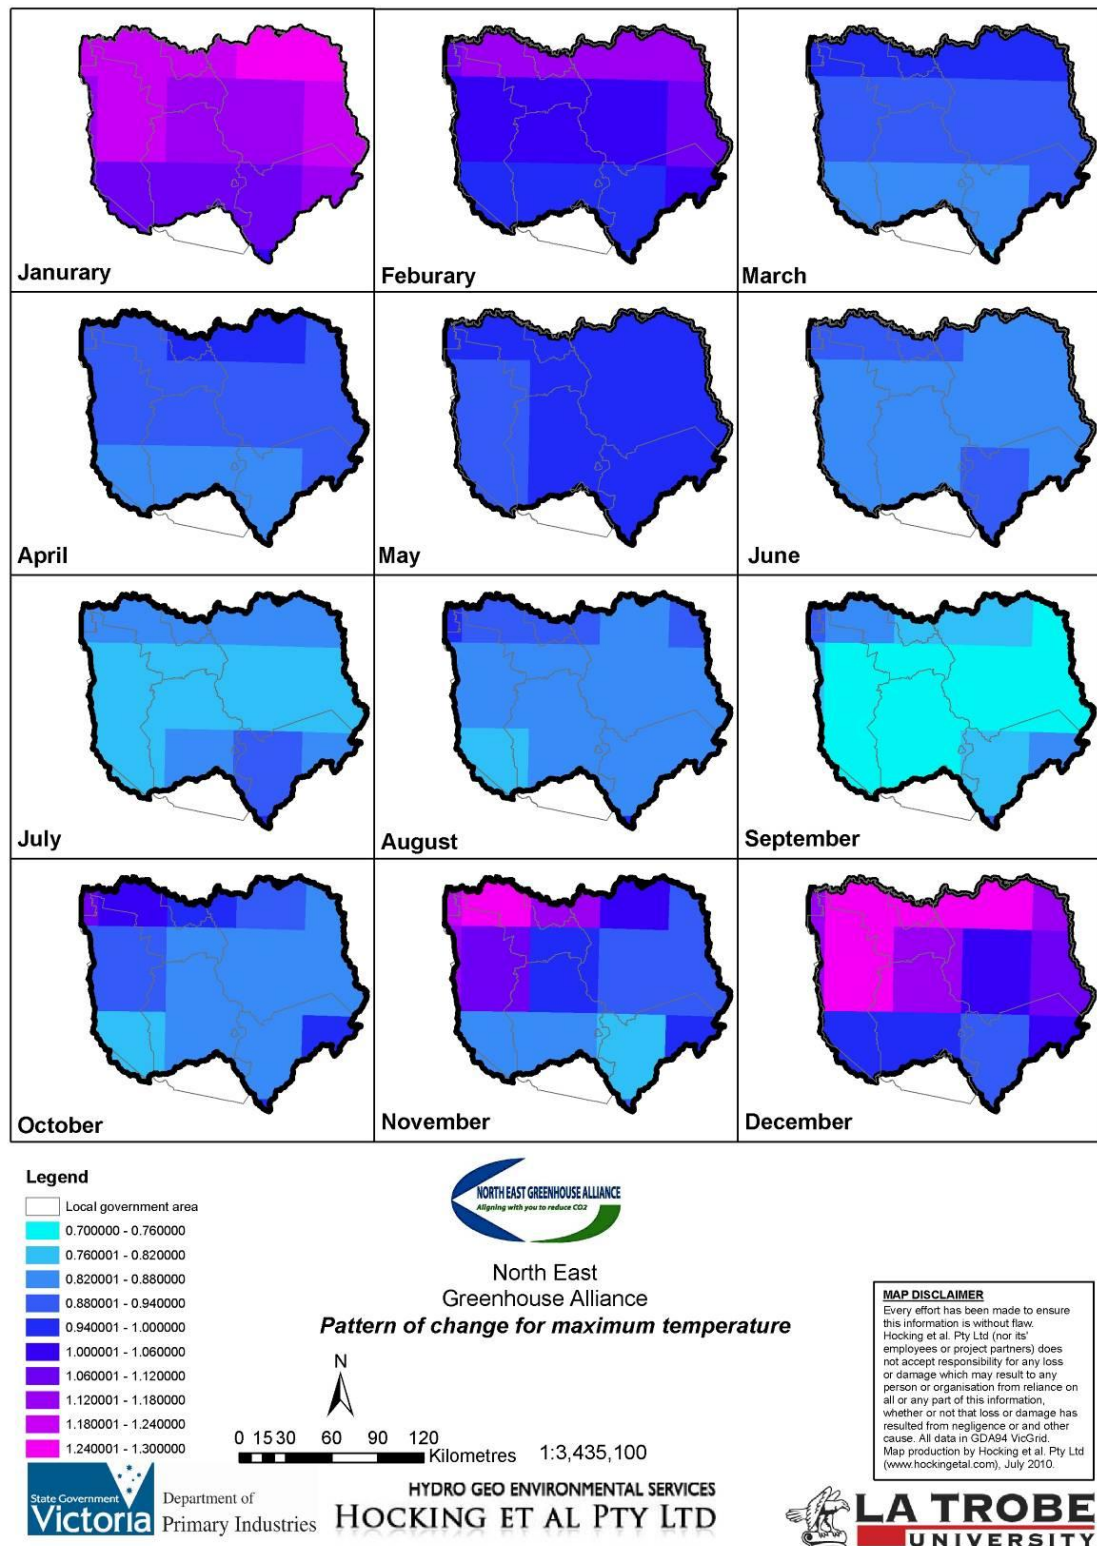 Janurary
Feburary
March
April
May
June
July
August
September
October
November
December
Legend
Local government area
0.700000 - 0.760000
0.760001 - 0.820000
0.820001 - 0.880000
0.880001 - 0.940000
0.940001 - 1.000000
1.000001 - 1.060000
1.060001 - 1.120000
1.120001 - 1.180000
1.180001 - 1.240000
1.240001 - 1.300000
NORTH EAST GREENHOUSE ALLIANCE
Aligning with you to reduce CO2
North East
Greenhouse Alliance
Pattern of change for maximum temperature
N
0 15 30 60 90 120
Kilometres 1:3,435,100
MAP DISCLAIMER
Every effort has been made to ensure
this information is without flaw.
Hocking et al. Pty Ltd (nor its'
employees or project partners) does
not accept responsibility for any loss
or damage which may result to any
person or organisation from reliance on
all or any part of this information,
whether or not that loss or damage has
resulted from negligence or and other
cause. All data in GDA94 VicGrid.
Map production by Hocking et al. Pty Ltd
(www.hockingetal.com), July 2010.
State Government
Victoria
Department of
Primary Industries
HYDRO GEO ENVIRONMENTAL SERVICES
HOCKING ET AL PTY LTD
LA TROBE
UNIVERSITY